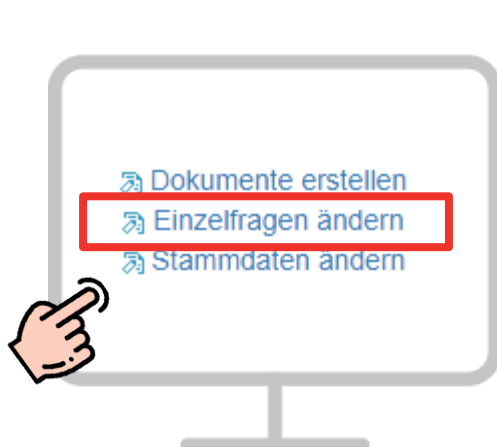 Dokumente erstellen
Einzelfragen ändern
Stammdaten ändern